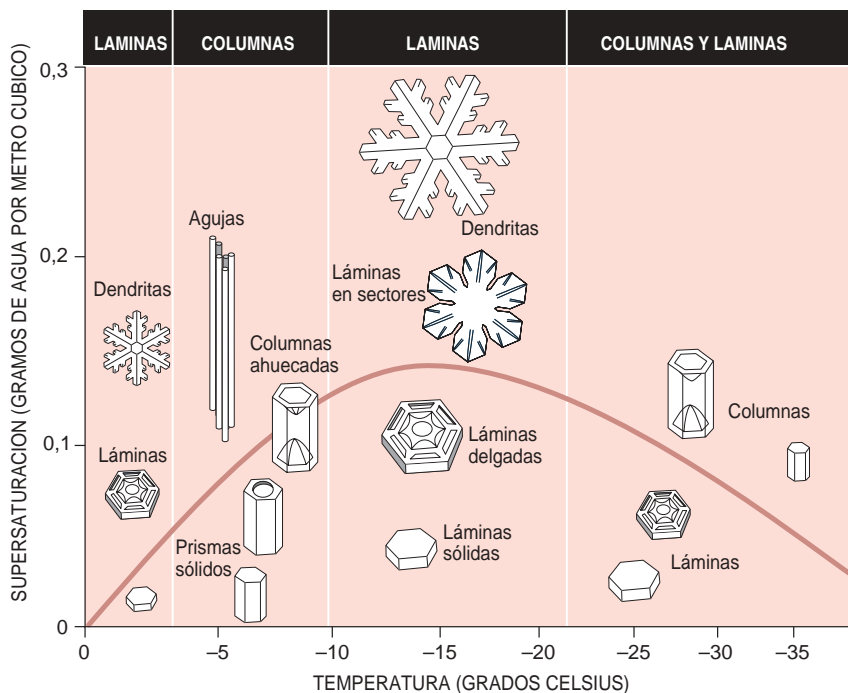 LAMINAS
COLUMNAS
LAMINAS
COLUMNAS Y LAMINAS
SUPERSATURACION (GRAMOS DE AGUA POR METRO CUBICO)
0,3
0,2
0,1
0
Dendritas
Láminas
Agujas
Columnas
ahuecadas
Prismas
sólidos
Dendritas
Láminas
en sectores
Láminas
delgadas
Láminas
sólidas
Columnas
Láminas
0 –5 –10 –15 –20 –25 –30 –35
TEMPERATURA (GRADOS CELSIUS)